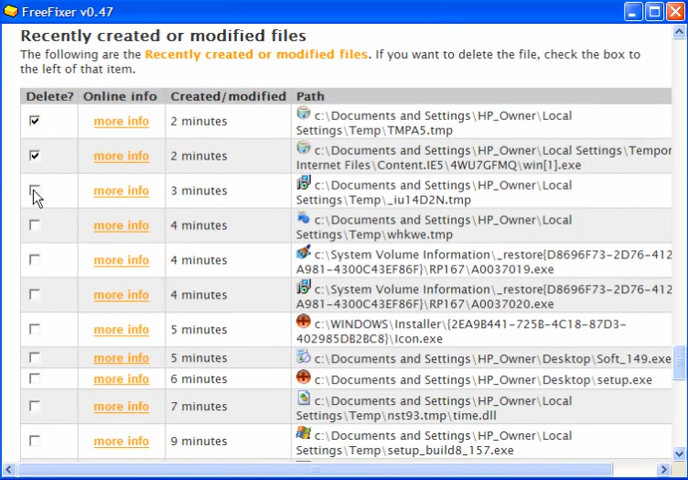 FreeFixer v0.47
Recently created or modified files
The following are the Recently created or modified files. If you want to delete the file, check the box
to the left of that item.
Delete? Online info Created/modified Path
more info 2 minutes c:\Documents and Settings\HP_Owner\Local
Settings\Temp\TMPA5.tmp
more info 2 minutes c:\Documents and Settings\HP_Owner\Local Settings\Tempor
Internet Files\Content.IE5\4WU7GFMQ\win[1].exe
more info 3 minutes c:\Documents and Settings\HP_Owner\Local
Settings\Temp\_iu14D2N.tmp
more info 4 minutes c:\Documents and Settings\HP_Owner\Local
Settings\Temp\whkwe.tmp
more info 4 minutes c:\System Volume Information\_restore{D8696F73-2D76-412
A981-4300C43EF86F}\RP167\A0037019.exe
more info 4 minutes c:\System Volume Information\_restore{D8696F73-2D76-412
A981-4300C43EF86F}\RP167\A0037020.exe
more info 5 minutes c:\WINDOWS\Installer\{2EA9B441-725B-4C18-87D3-
402985DB2BC8}\Icon.exe
more info 5 minutes c:\Documents and Settings\HP_Owner\Desktop\Soft_149.exe
more info 6 minutes c:\Documents and Settings\HP_Owner\Desktop\setup.exe
more info 7 minutes c:\Documents and Settings\HP_Owner\Local
Settings\Temp\nst93.tmp\time.dll
more info 9 minutes c:\Documents and Settings\HP_Owner\Local
Settings\Temp\setup_build8_157.exe